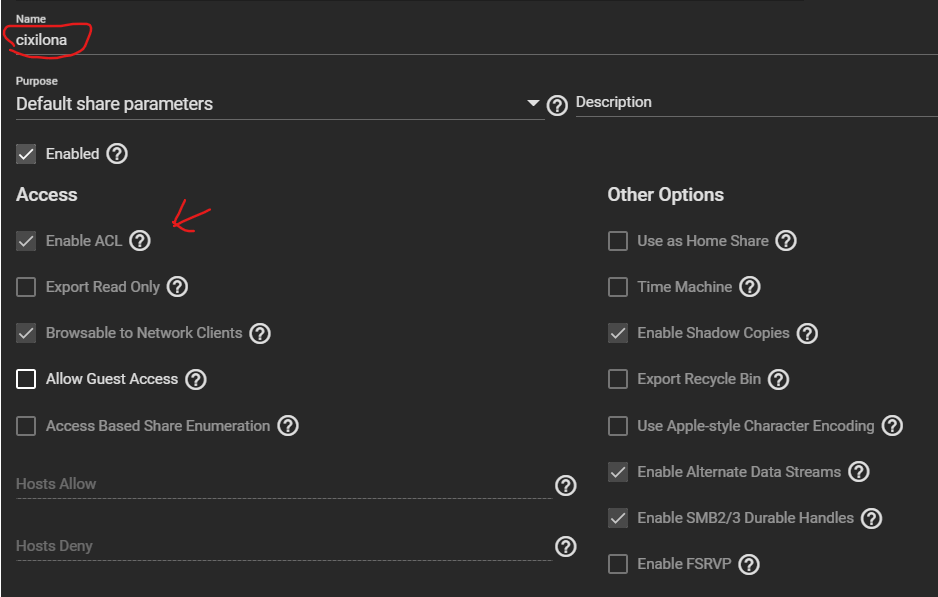 Name
cixilona
Purpose
Default share parameters
Description
Enabled
Access
Enable ACL
Export Read Only
Browsable to Network Clients
Allow Guest Access
Access Based Share Enumeration
Hosts Allow
Hosts Deny
Other Options
Use as Home Share
Time Machine
Enable Shadow Copies
Export Recycle Bin
Use Apple-style Character Encoding
Enable Alternate Data Streams
Enable SMB2/3 Durable Handles
Enable FSRVP